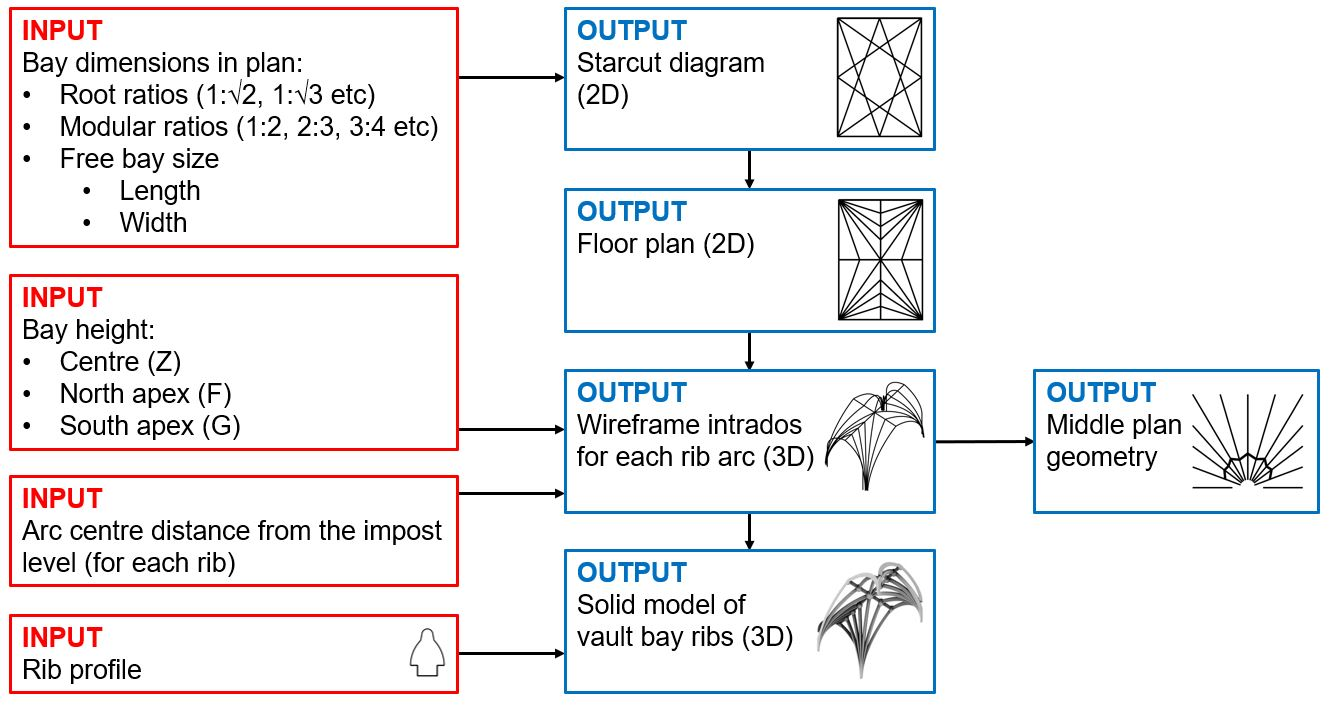 INPUT
Bay dimensions in plan:
• Root ratios (1:√2, 1:√3 etc)
• Modular ratios (1:2, 2:3, 3:4 etc)
• Free bay size
• Length
• Width
INPUT
Bay height:
• Centre (Z)
• North apex (F)
• South apex (G)
INPUT
Arc centre distance from the impost
level (for each rib)
INPUT
Rib profile
OUTPUT
Starcut diagram
(2D)
OUTPUT
Floor plan (2D)
OUTPUT
Wireframe intrados
for each rib arc (3D)
OUTPUT
Solid model of
vault bay ribs (3D)
OUTPUT
Middle plan
geometry